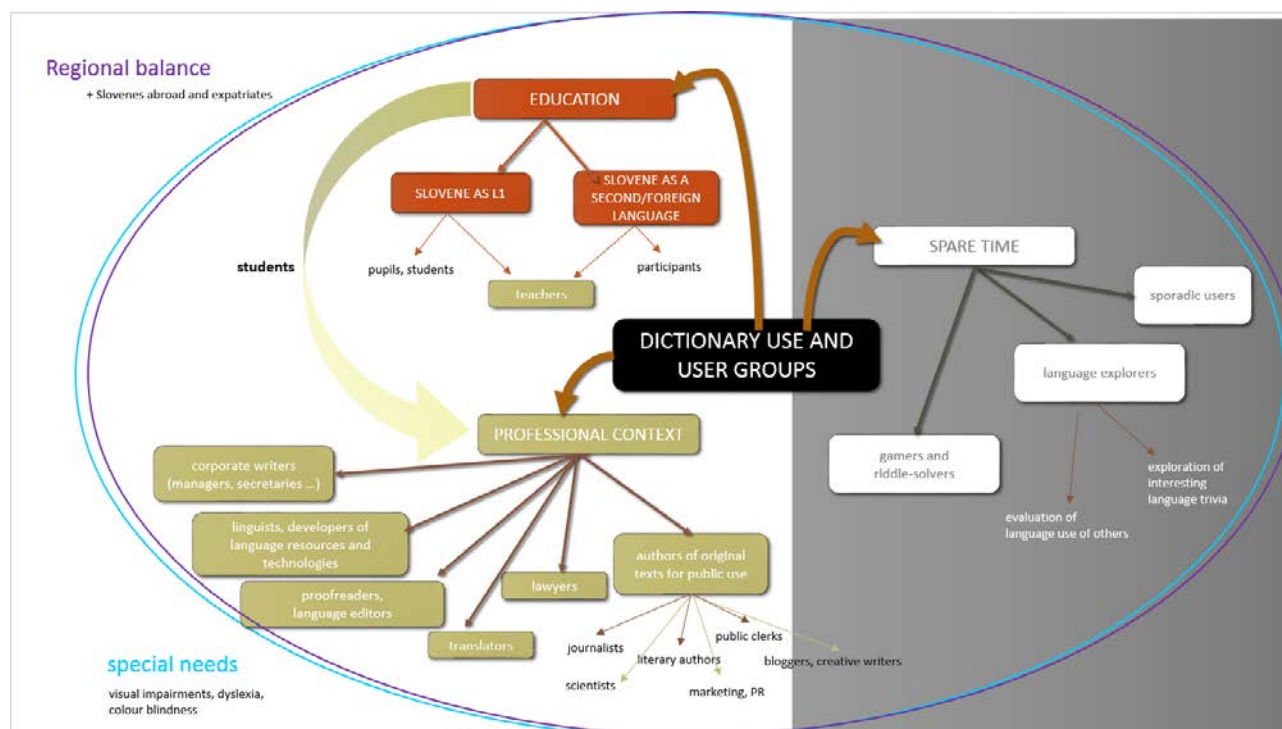 Regional balance
+ Slovenes abroad and expatriates
EDUCATION
SLOVENE AS L1
SLOVENE AS A
SECOND/FOREIGN
LANGUAGE
pupils, students
participants
teachers
students
SPARE TIME
sporadic users
language explorers
gamers and
riddle-solvers
exploration of
interesting
language trivia
evaluation of
language use of others
DICTIONARY USE AND
USER GROUPS
PROFESSIONAL CONTEXT
corporate writers
(managers, secretaries ...)
linguists, developers of
language resources and
technologies
proofreaders,
language editors
translators
lawyers
authors of original
texts for public use
journalists
scientists
literary authors
marketing, PR
public clerks
bloggers, creative writers
special needs
visual impairments, dyslexia,
colour blindness